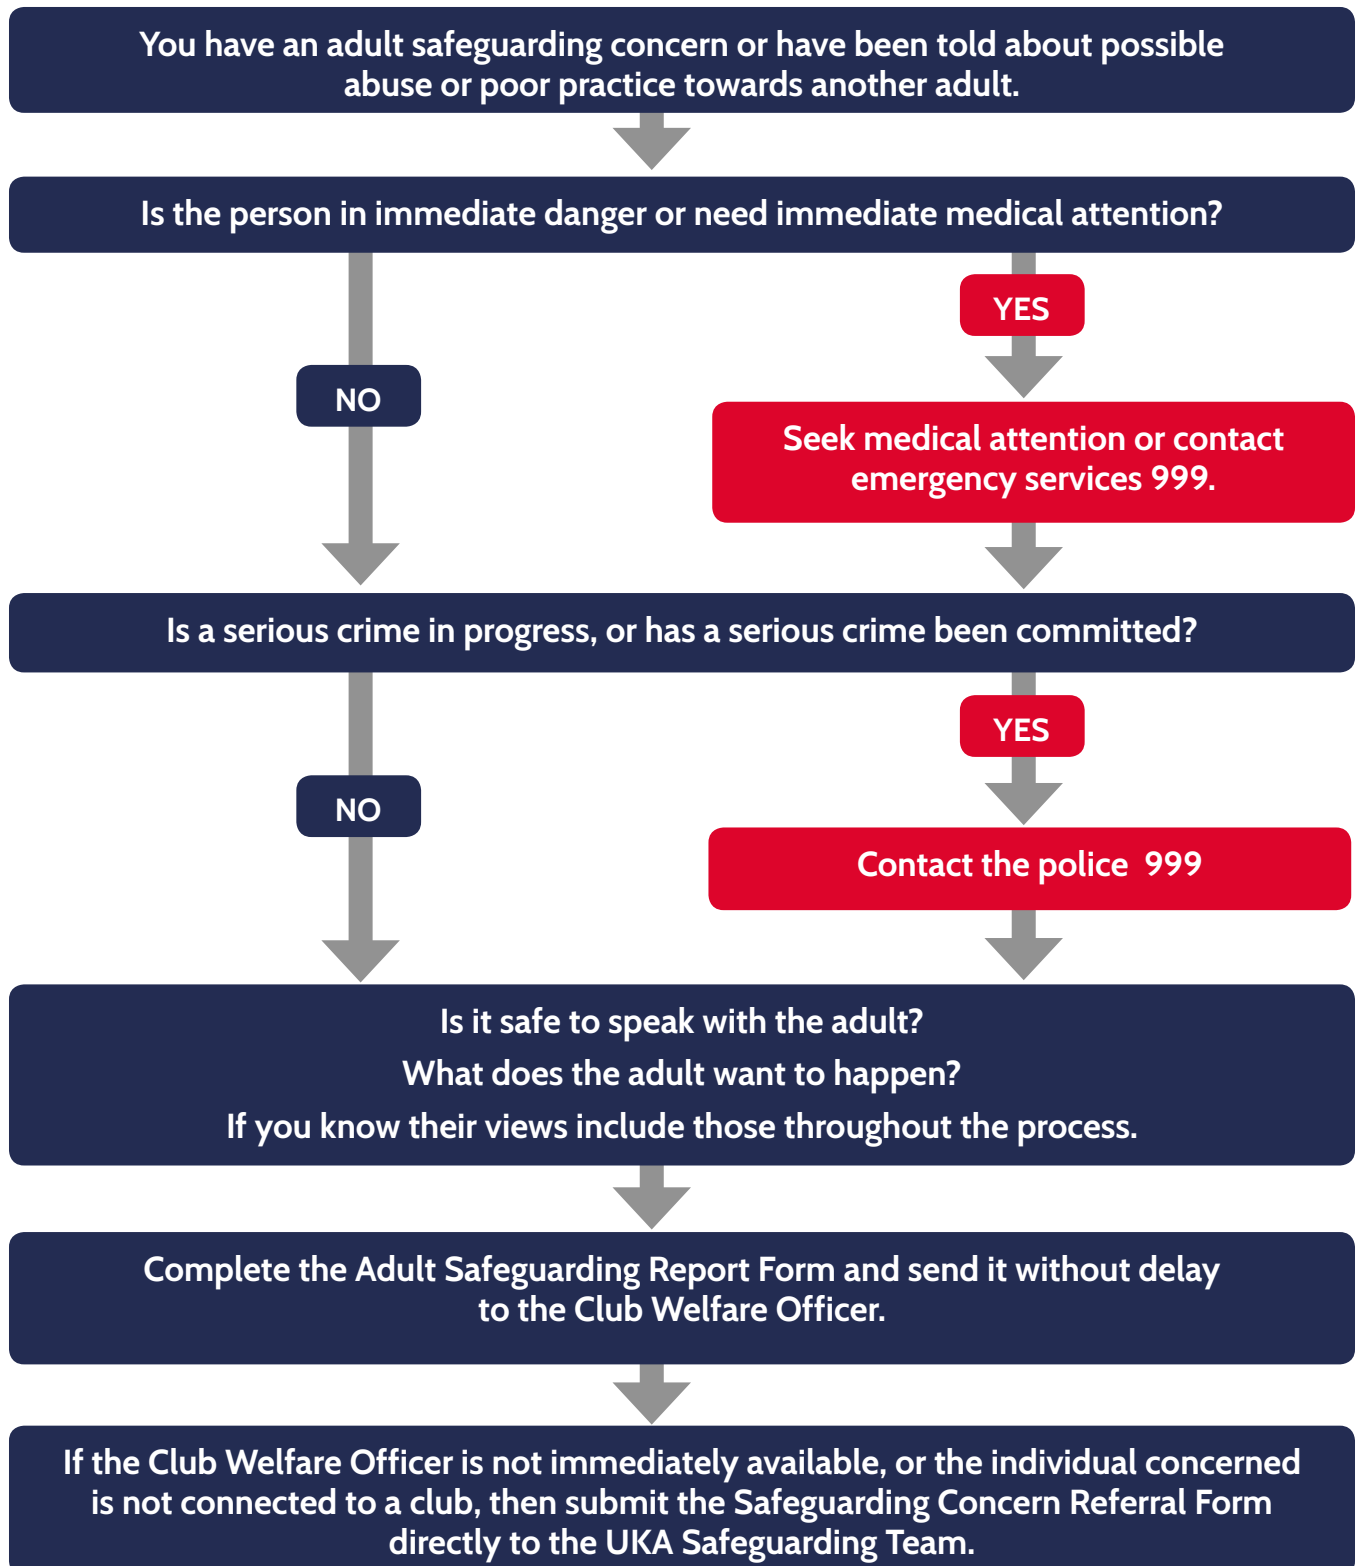 You have an adult safeguarding concern or have been told about possible
abuse or poor practice towards another adult.
Is the person in immediate danger or need immediate medical attention?
YES
NO
Seek medical attention or contact
emergency services 999.
Is a serious crime in progress, or has a serious crime been committed?
YES
NO
Contact the police 999
Is it safe to speak with the adult?
What does the adult want to happen?
If you know their views include those throughout the process.
Complete the Adult Safeguarding Report Form and send it without delay
to the Club Welfare Officer.
If the Club Welfare Officer is not immediately available, or the individual concerned
is not connected to a club, then submit the Safeguarding Concern Referral Form
directly to the UKA Safeguarding Team.